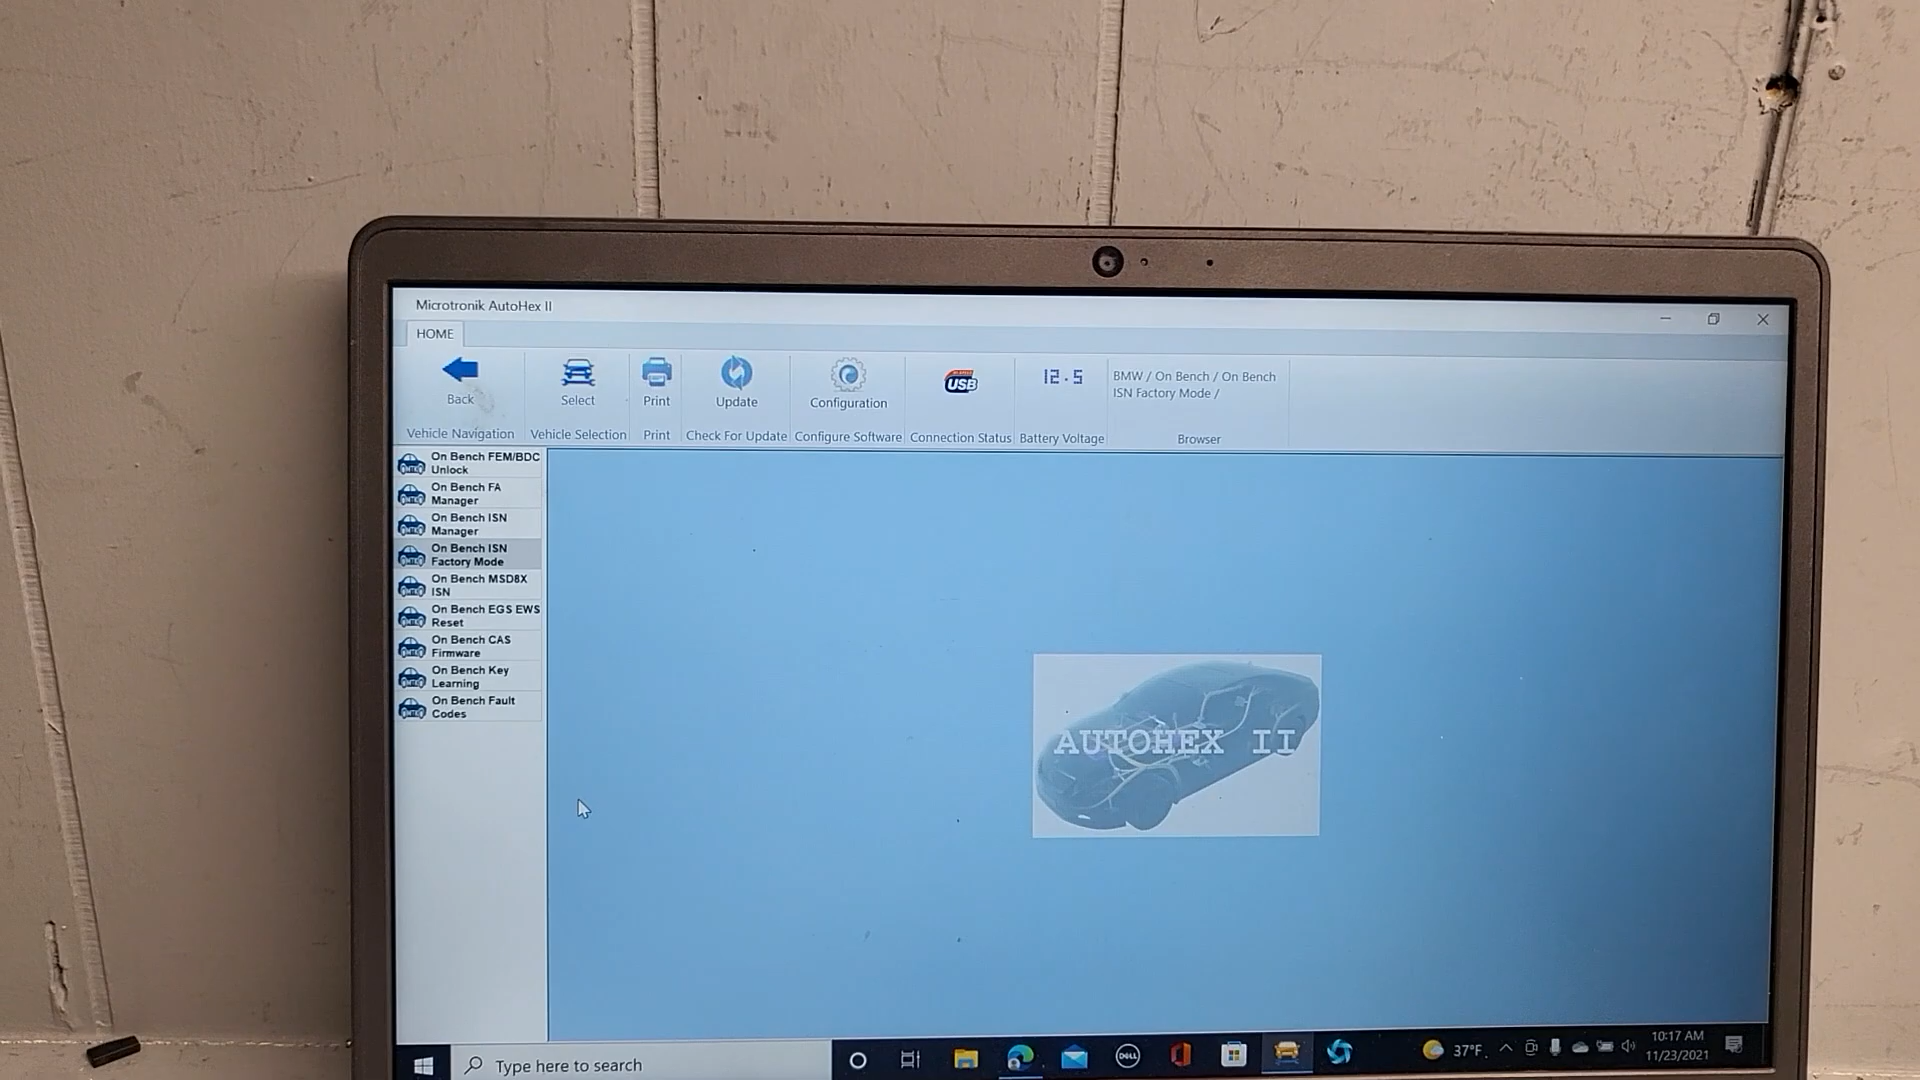 Microtronik AutoHex II
HOME
Back
Select
Print
Update
Configuration
USB
12.5
BMW / On Bench / On Bench
ISN Factory Mode /
Vehicle Navigation
Vehicle Selection
Print
Check For Update
Configure Software
Connection Status
Battery Voltage
Browser
On Bench FEM/BDC
Unlock
On Bench FA
Manager
On Bench ISN
Manager
On Bench ISN
Factory Mode
On Bench MSD8X
ISN
On Bench EGS EWS
Reset
On Bench CAS
Firmware
On Bench Key
Learning
On Bench Fault
Codes
AUTOHEX II
Type here to search
DELL
37°F
10:17 AM
11/23/2021